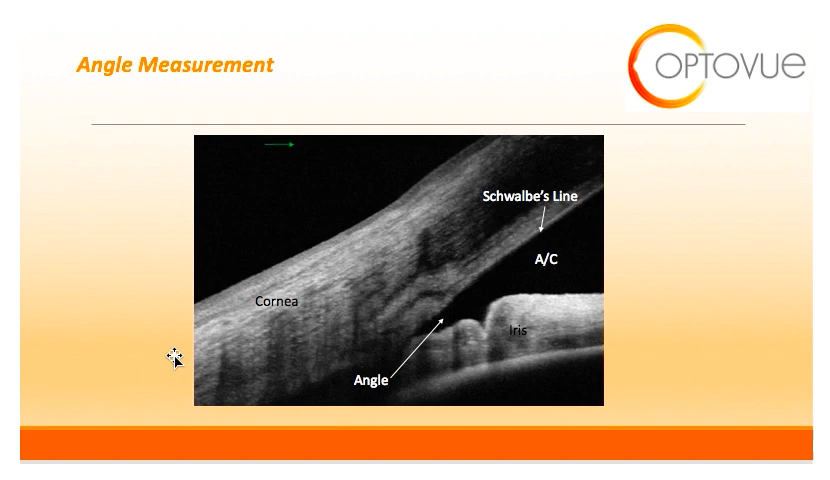 Angle Measurement
OPTOVUE
Schwalbe's Line
A/C
Cornea
Iris
Angle